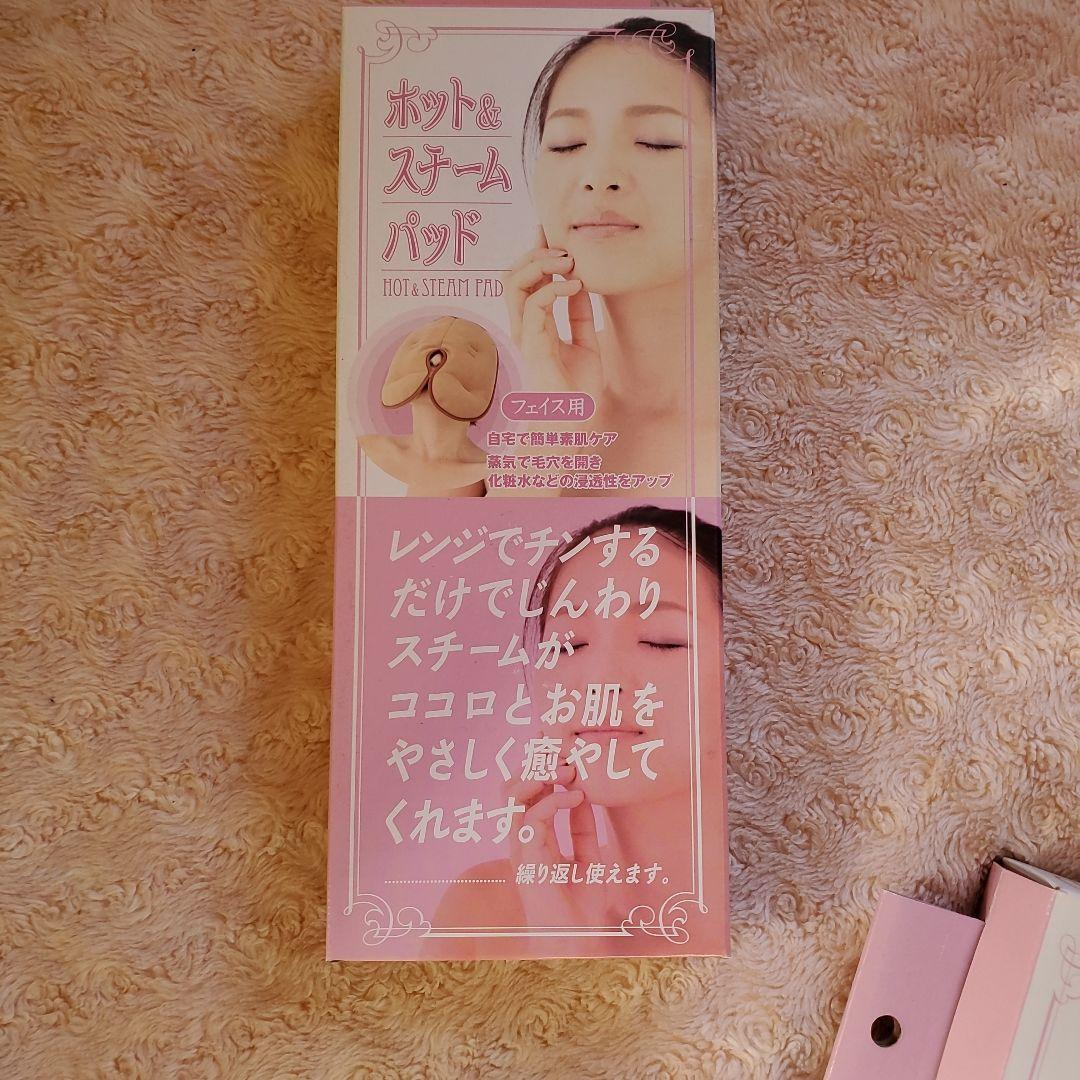 ホット&
スチーム
パッド
HOT & STEAM PAD
フェイス用
自宅で簡単素肌ケア
蒸気で毛穴を開き
化粧水などの浸透性をアップ
レンジでチンする
だけでじんわり
スチームが
ココロとお肌を
やさしく癒やして
くれます。
繰り返し使えます。